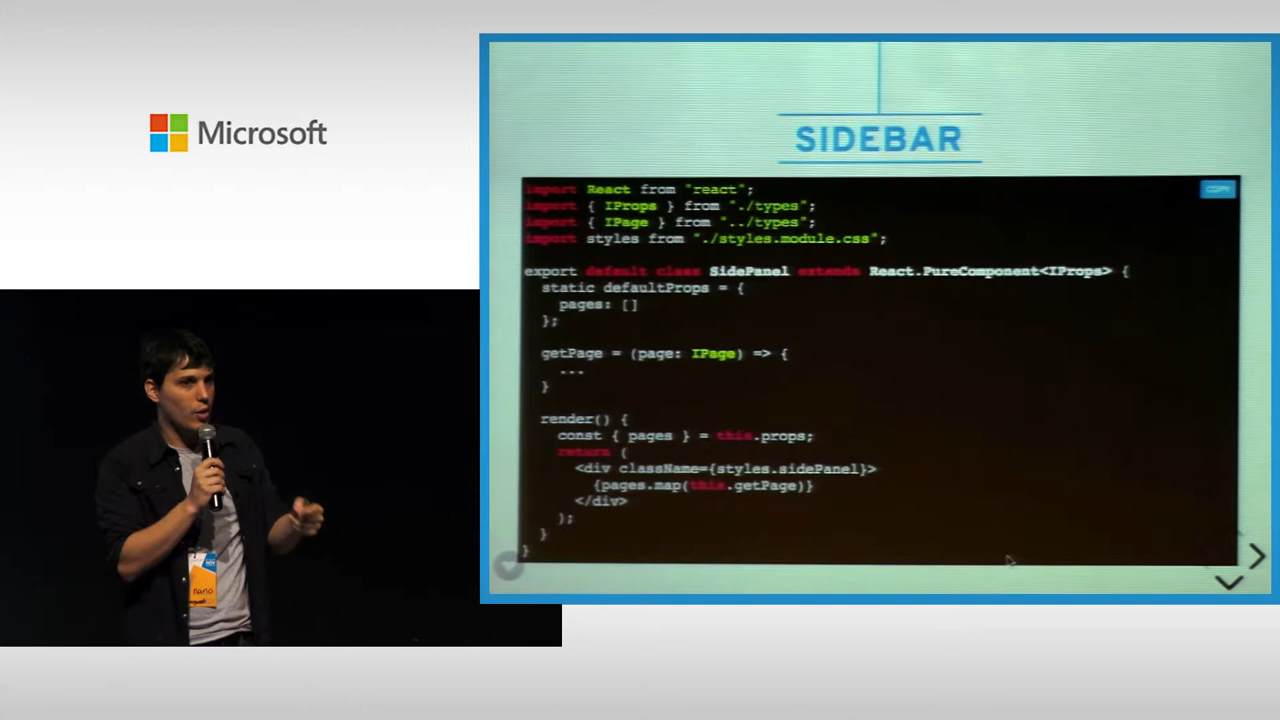 Microsoft
SIDEBAR
COPY
import React from "react";
import { IProps } from "./types";
import { IPage } from "../types";
import styles from "./styles.module.css";
export default class SidePanel extends React.PureComponent<IProps> {
static defaultProps = {
pages: []
};
getPage = (page: IPage) => {
...
}
render() {
const { pages } = this.props;
return (
<div className={styles.sidePanel}>
{pages.map(this.getPage)}
</div>
);
}
}